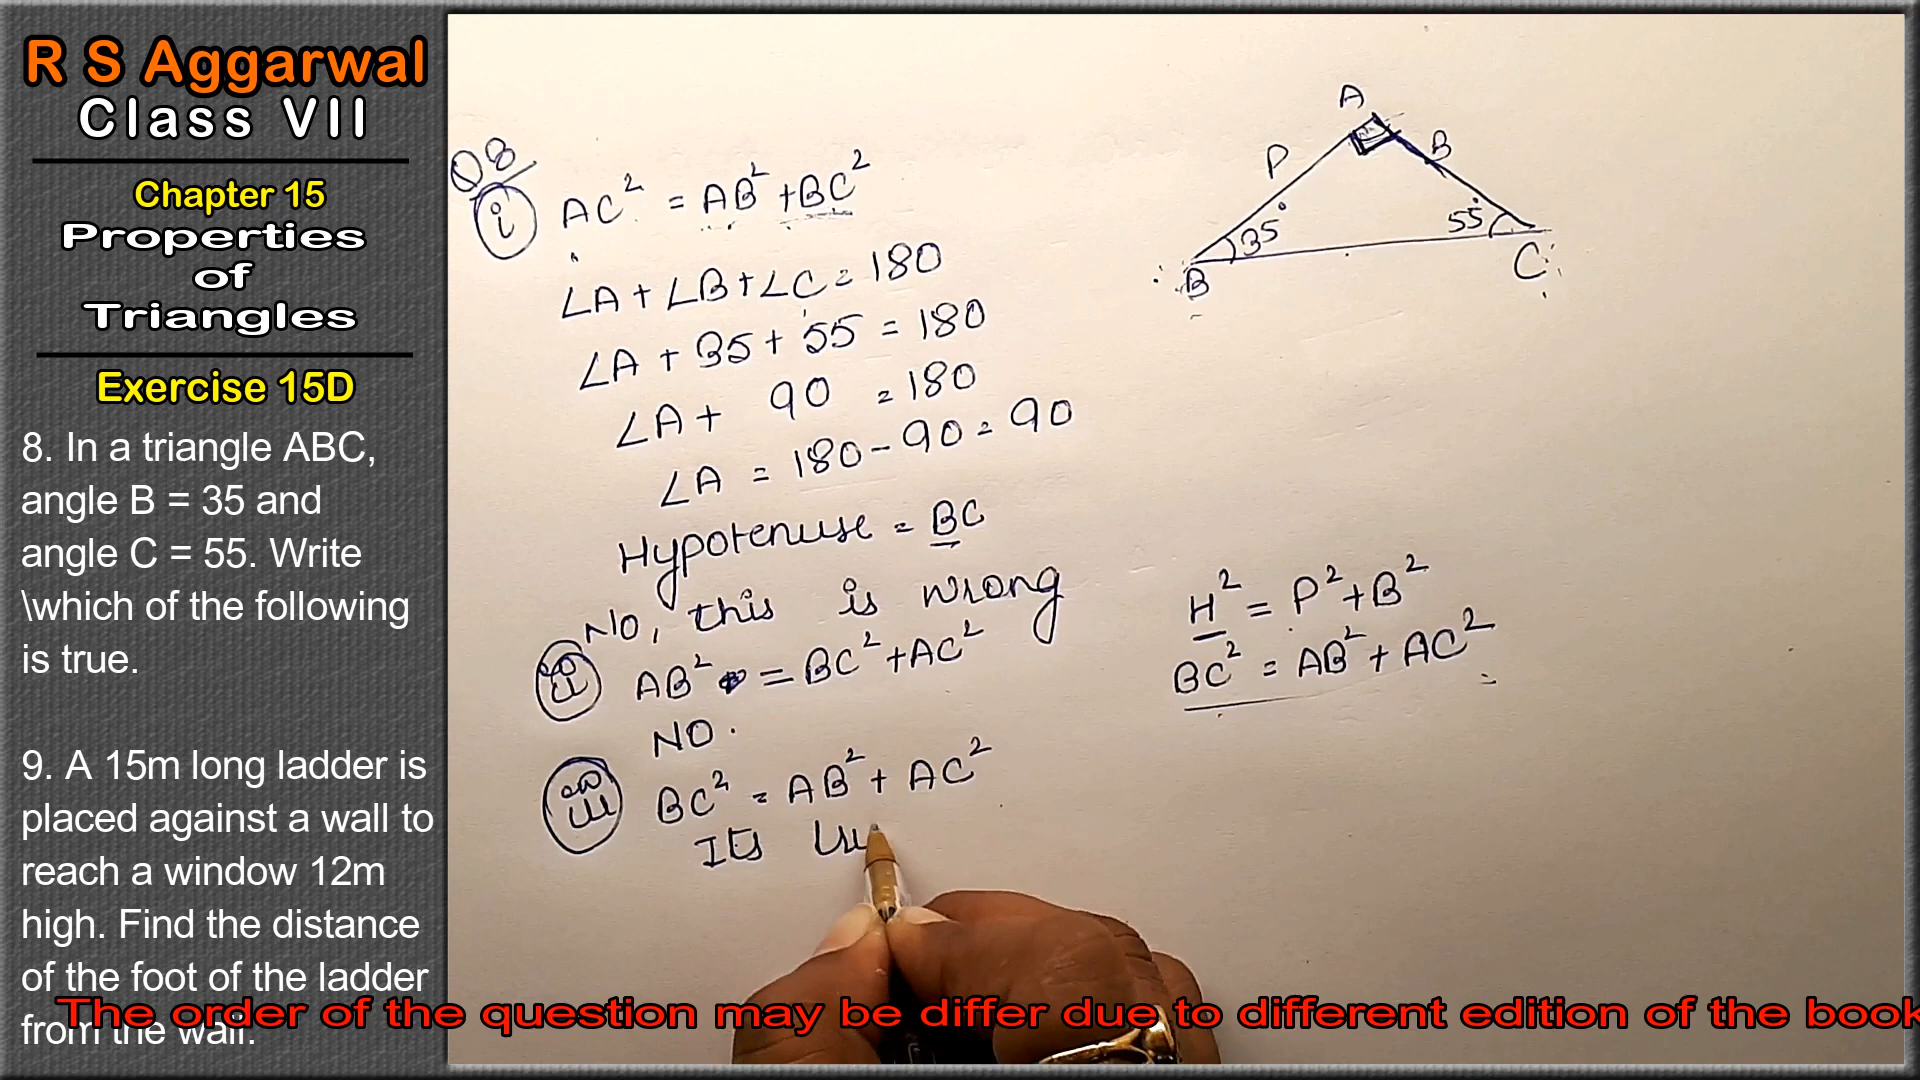 R S Aggarwal
Class VII
Chapter 15
Properties
of
Triangles
Exercise 15D
8. In a triangle ABC,
angle B = 35 and
angle C = 55. Write
\which of the following
is true.
9. A 15m long ladder is
placed against a wall to
reach a window 12m
high. Find the distance
of the foot of the ladder
from the wall.
Q8
i AC² = AB² + BC²
∠A + ∠B + ∠C = 180
∠A + 35 + 55 = 180
∠A + 90 = 180
∠A = 180 - 90 = 90
Hypotenuse = BC
No, this is wrong
ii AB² = BC² + AC²
NO.
iii BC² = AB² + AC²
Its
A
P
B
35°
55°
B
C
H² = P² + B²
BC² = AB² + AC²
The order of the question may be differ due to different edition of the book